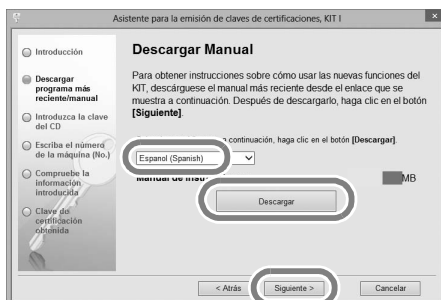 Asistente para la emisión de claves de certificaciones, KIT I
Introducción
Descargar
programa más
reciente/manual
Introduzca la clave
del CD
Escriba el número
de la máquina (No.)
Compruebe la
información
introducida
Clave de
certificación
obtenida
Descargar Manual
Para obtener instrucciones sobre cómo usar las nuevas funciones del
KIT, descárguese el manual más reciente desde el enlace que se
muestra a continuación. Después de descargarlo, haga clic en el botón
[Siguiente].
continuación, haga clic en el botón [Descargar].
Espanol (Spanish)
Manual de
MB
Descargar
< Atrás
Siguiente >
Cancelar